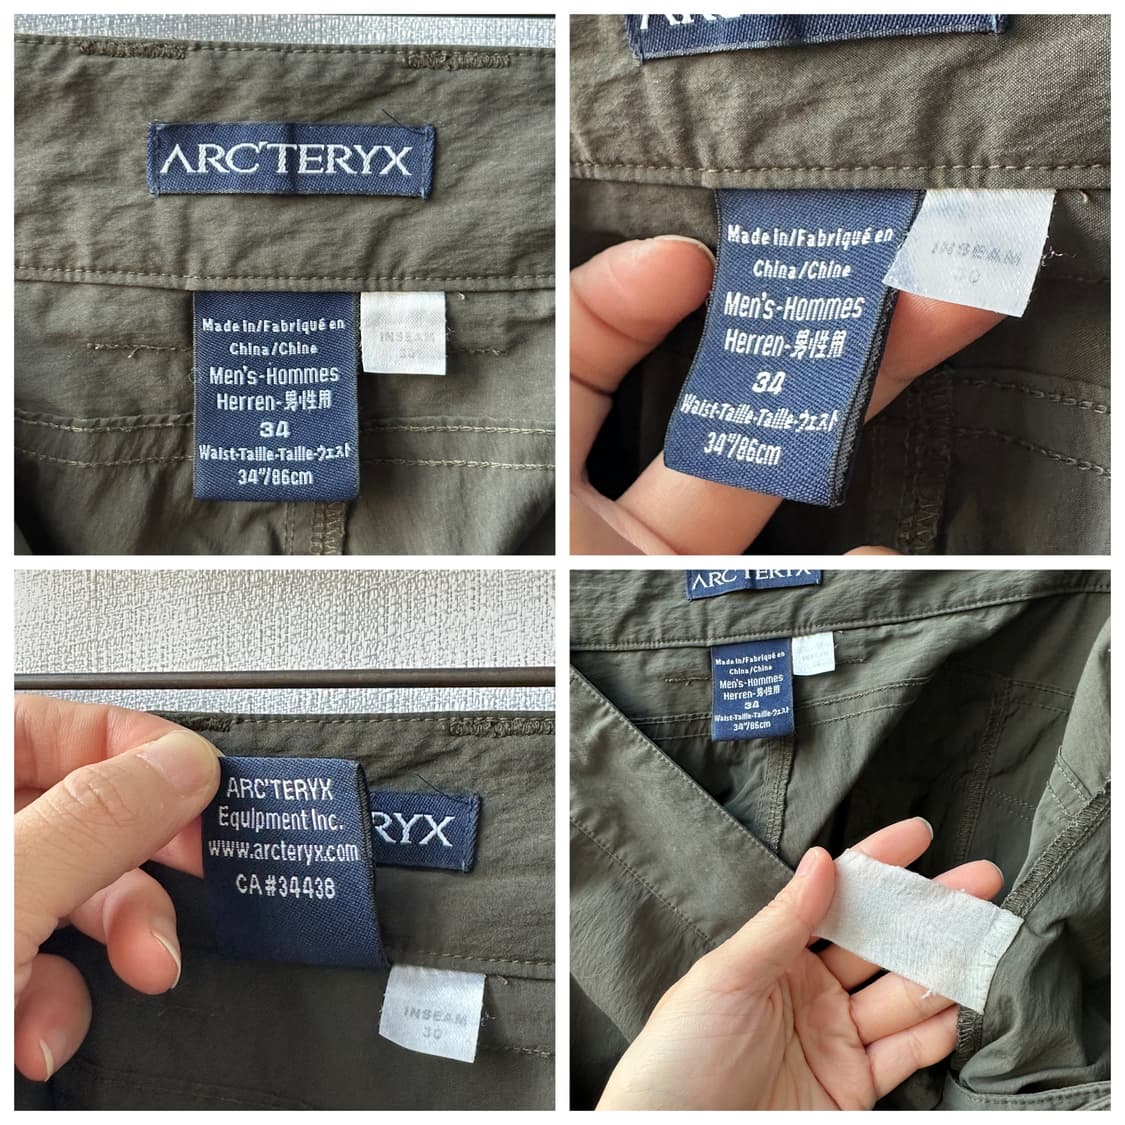 ARC'TERYX
Made in/Fabriqué en
China/Chine
Men's-Hommes
Herren-男性用
34
Waist-Taille-Taille-ウェスト
34"/86cm
INSEAM
30
Made in/Fabriqué en
China/Chine
Men's-Hommes
Herren-男性用
34
Waist-Taille-Taille-ウェスト
34"/86cm
INSEAM
30
ARC'TERYX
Equipment Inc.
www.arcteryx.com
CA#34438
RYX
INSEAM
30
ARC'TERYX
Made in/Fabriqué en
China/Chine
Men's-Hommes
Herren-男性用
34
Waist-Taille-Taille-ウェスト
34"/86cm
INSEAM